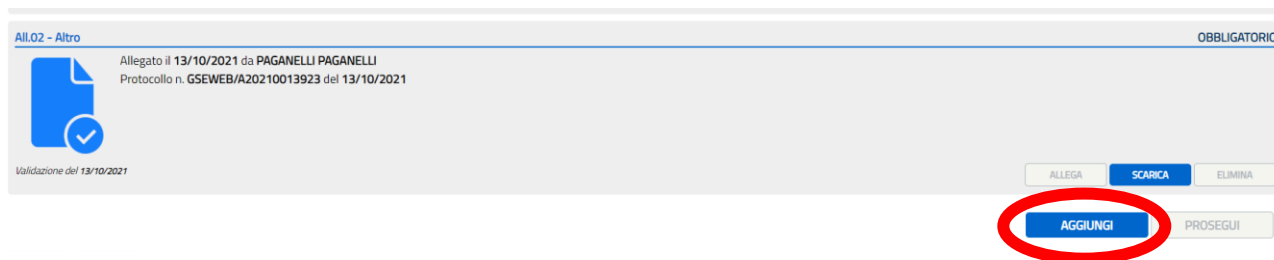 All.02 - Altro OBBLIGATORIO
Allegato il 13/10/2021 da PAGANELLI PAGANELLI
Protocollo n. GSEWEB/A20210013923 del 13/10/2021
Validazione del 13/10/2021
ALLEGA SCARICA ELIMINA
AGGIUNGI PROSEGUI